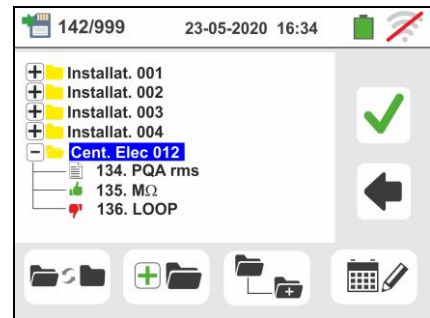 142/999 23-05-2020 16:34
Installat. 001
Installat. 002
Installat. 003
Installat. 004
Cent. Elec 012
134. PQA rms
135. MΩ
136. LOOP